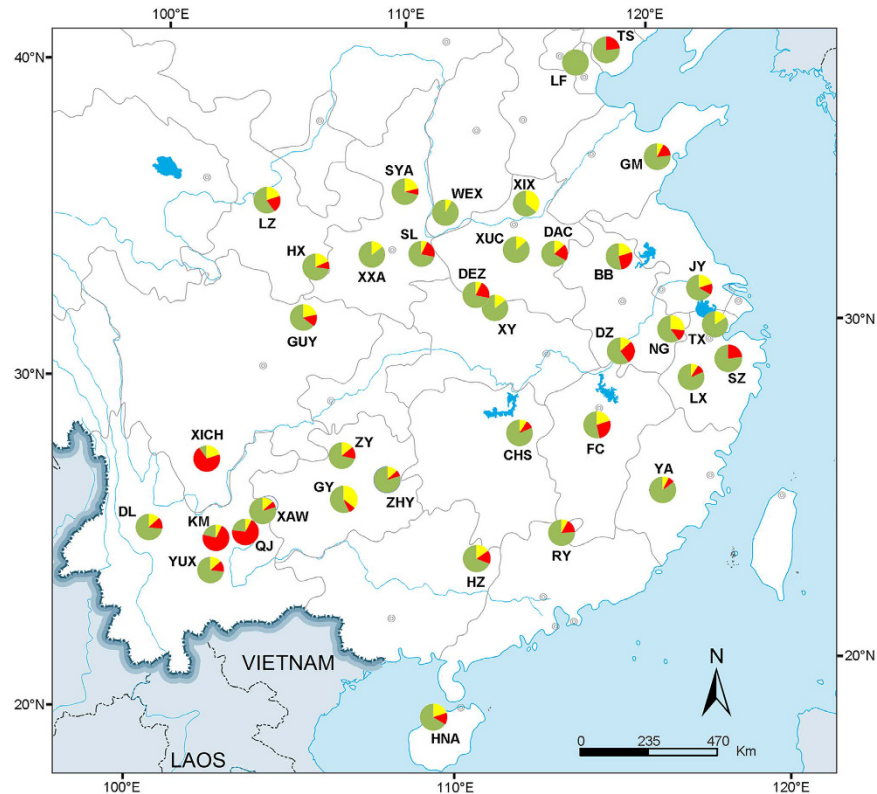 100°E 110°E 120°E
TS
40°N
LF
GM
SYA
WEX XIX
LZ
SL XUC DAC
HX
XXA BB
DEZ JY
XY
GUY 30°N
DZ NG TX
SZ
30°N
LX
XICH ZY CHS FC
YA
GY ZHY
DL KM XAW
QJ
RY
YUX HZ
N
VIETNAM 20°N
20°N
HNA
0 235 470
Km
LAOS
100°E 110°E 120°E